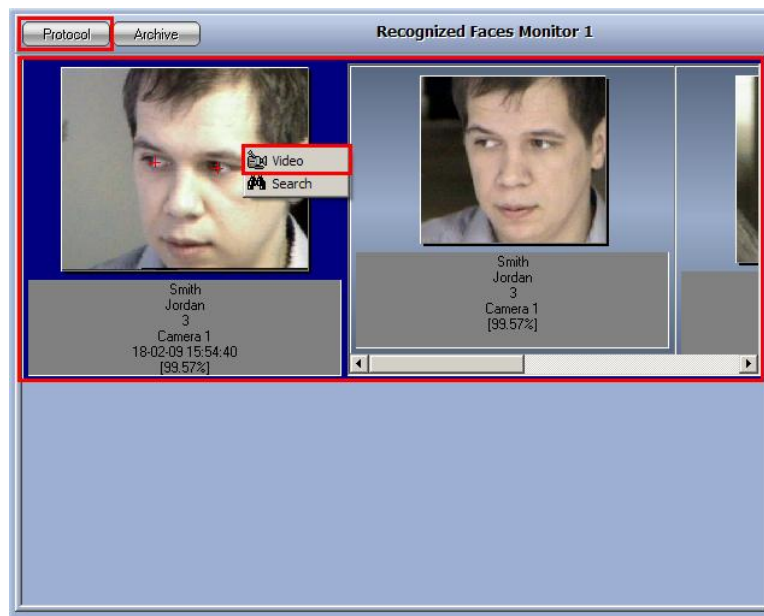 Protocol
Archive
Recognized Faces Monitor 1
Video
Search
Smith
Jordan
3
Camera 1
18-02-09 15:54:40
[99.57%]
Smith
Jordan
3
Camera 1
[99.57%]